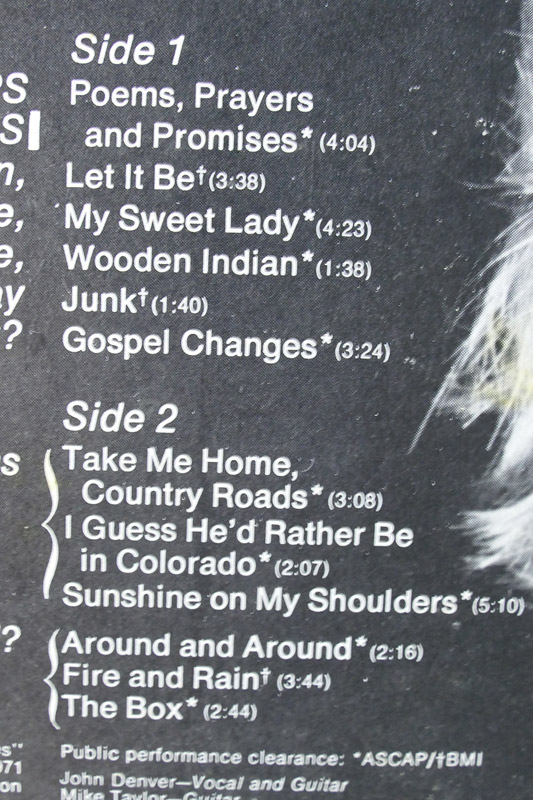 Side 1
Poems, Prayers
and Promises* (4:04)
Let It Be† (3:38)
My Sweet Lady* (4:23)
Wooden Indian* (1:38)
Junk† (1:40)
Gospel Changes* (3:24)
Side 2
Take Me Home,
Country Roads* (3:08)
I Guess He'd Rather Be
in Colorado* (2:07)
Sunshine on My Shoulders* (5:10)
Around and Around* (2:16)
Fire and Rain† (3:44)
The Box* (2:44)
Public performance clearance: *ASCAP/†BMI
John Denver—Vocal and Guitar
Mike Taylor—Guitar